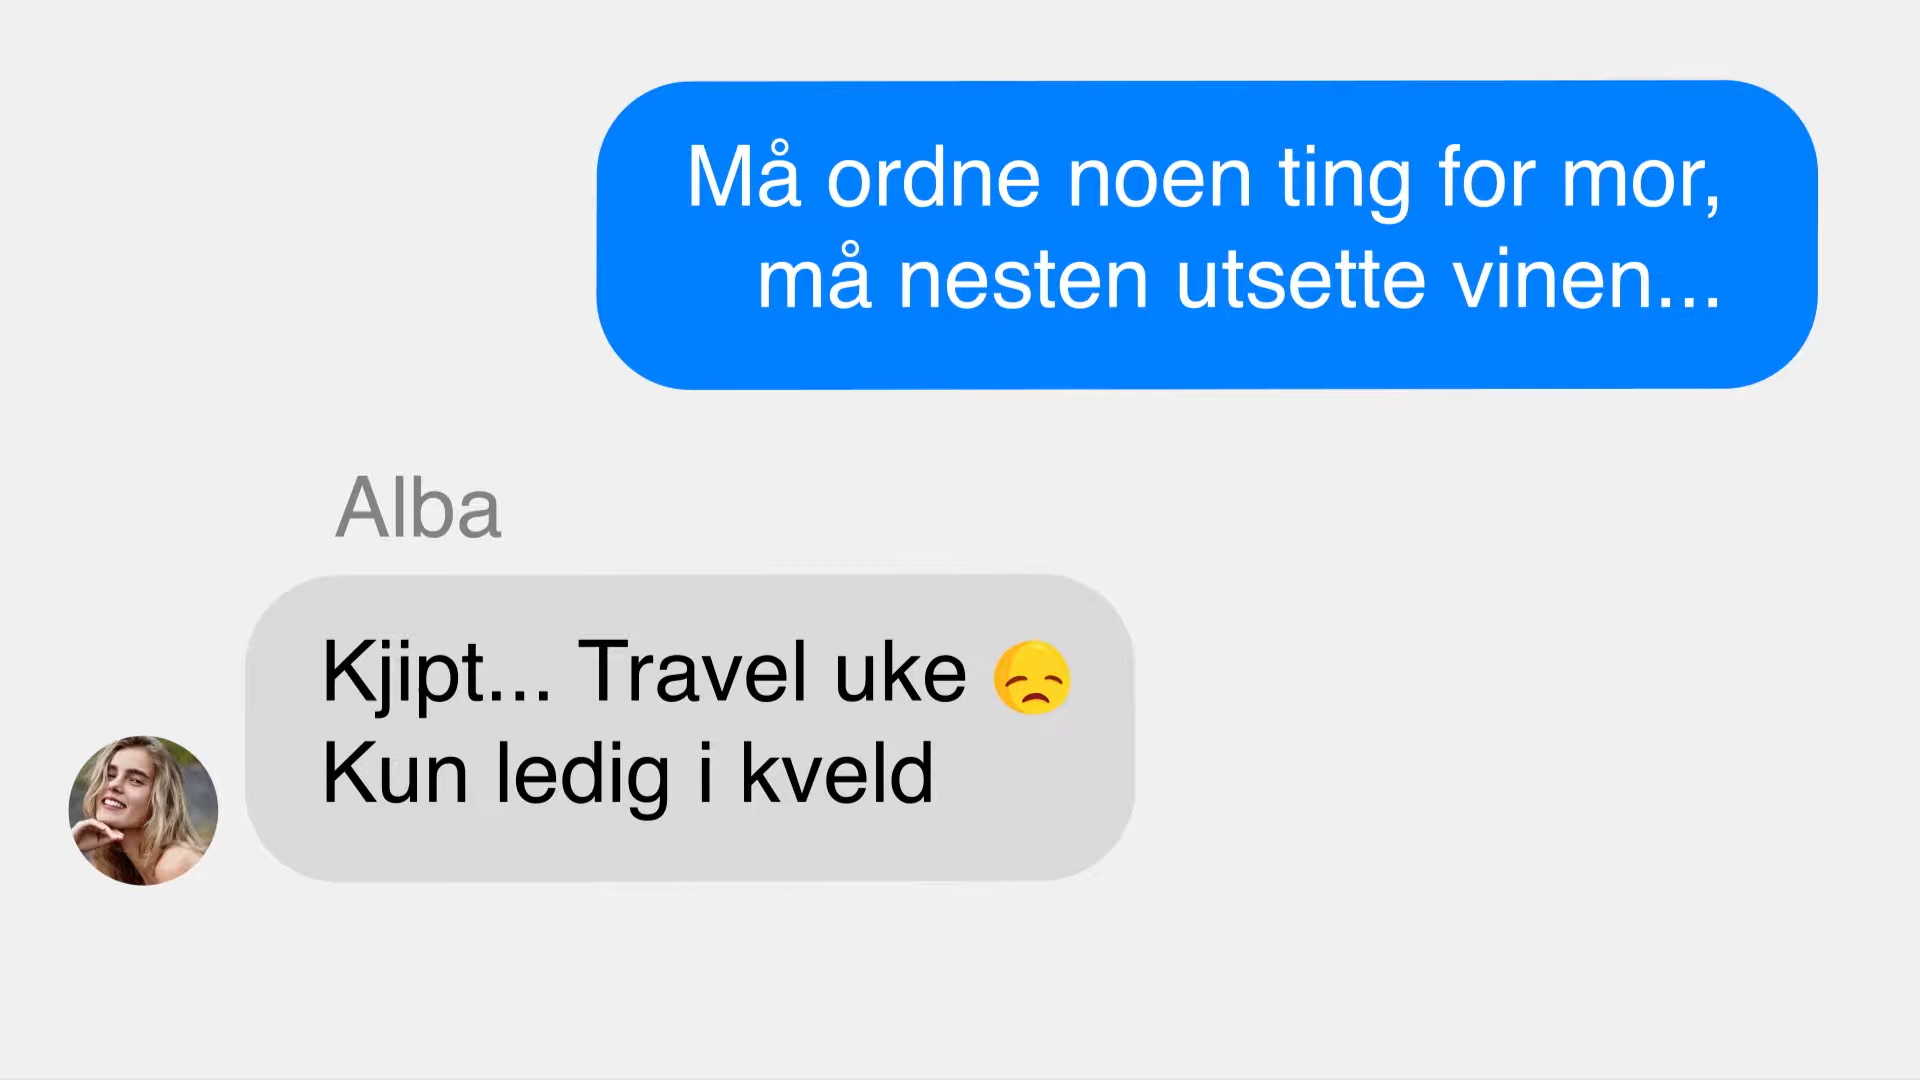 Må ordne noen ting for mor,
må nesten utsette vinen...
Alba
Kjipt... Travel uke 😞
Kun ledig i kveld